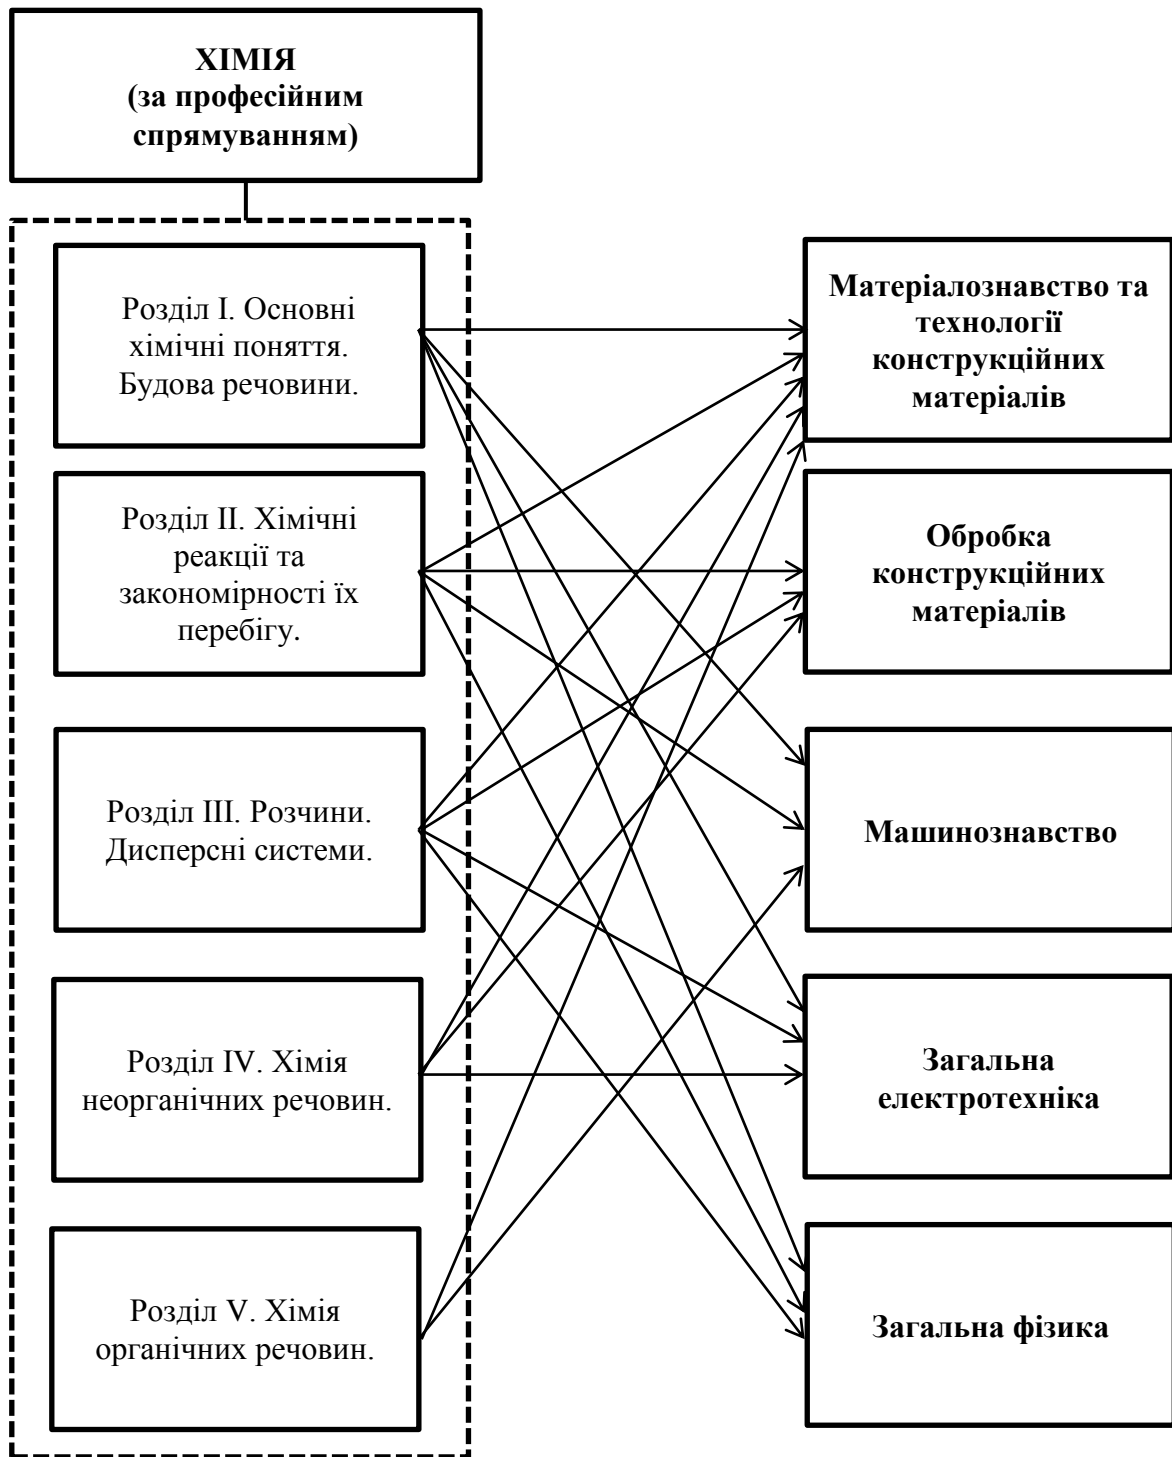 ХІМІЯ
(за професійним
спрямуванням)
Розділ І. Основні
хімічні поняття.
Будова речовини.
Розділ ІІ. Хімічні
реакції та
закономірності їх
перебігу.
Розділ ІІІ. Розчини.
Дисперсні системи.
Розділ IV. Хімія
неорганічних речовин.
Розділ V. Хімія
органічних речовин.
Матеріалознавство та
технології
конструкційних
матеріалів
Обробка
конструкційних
матеріалів
Машинознавство
Загальна
електротехніка
Загальна фізика